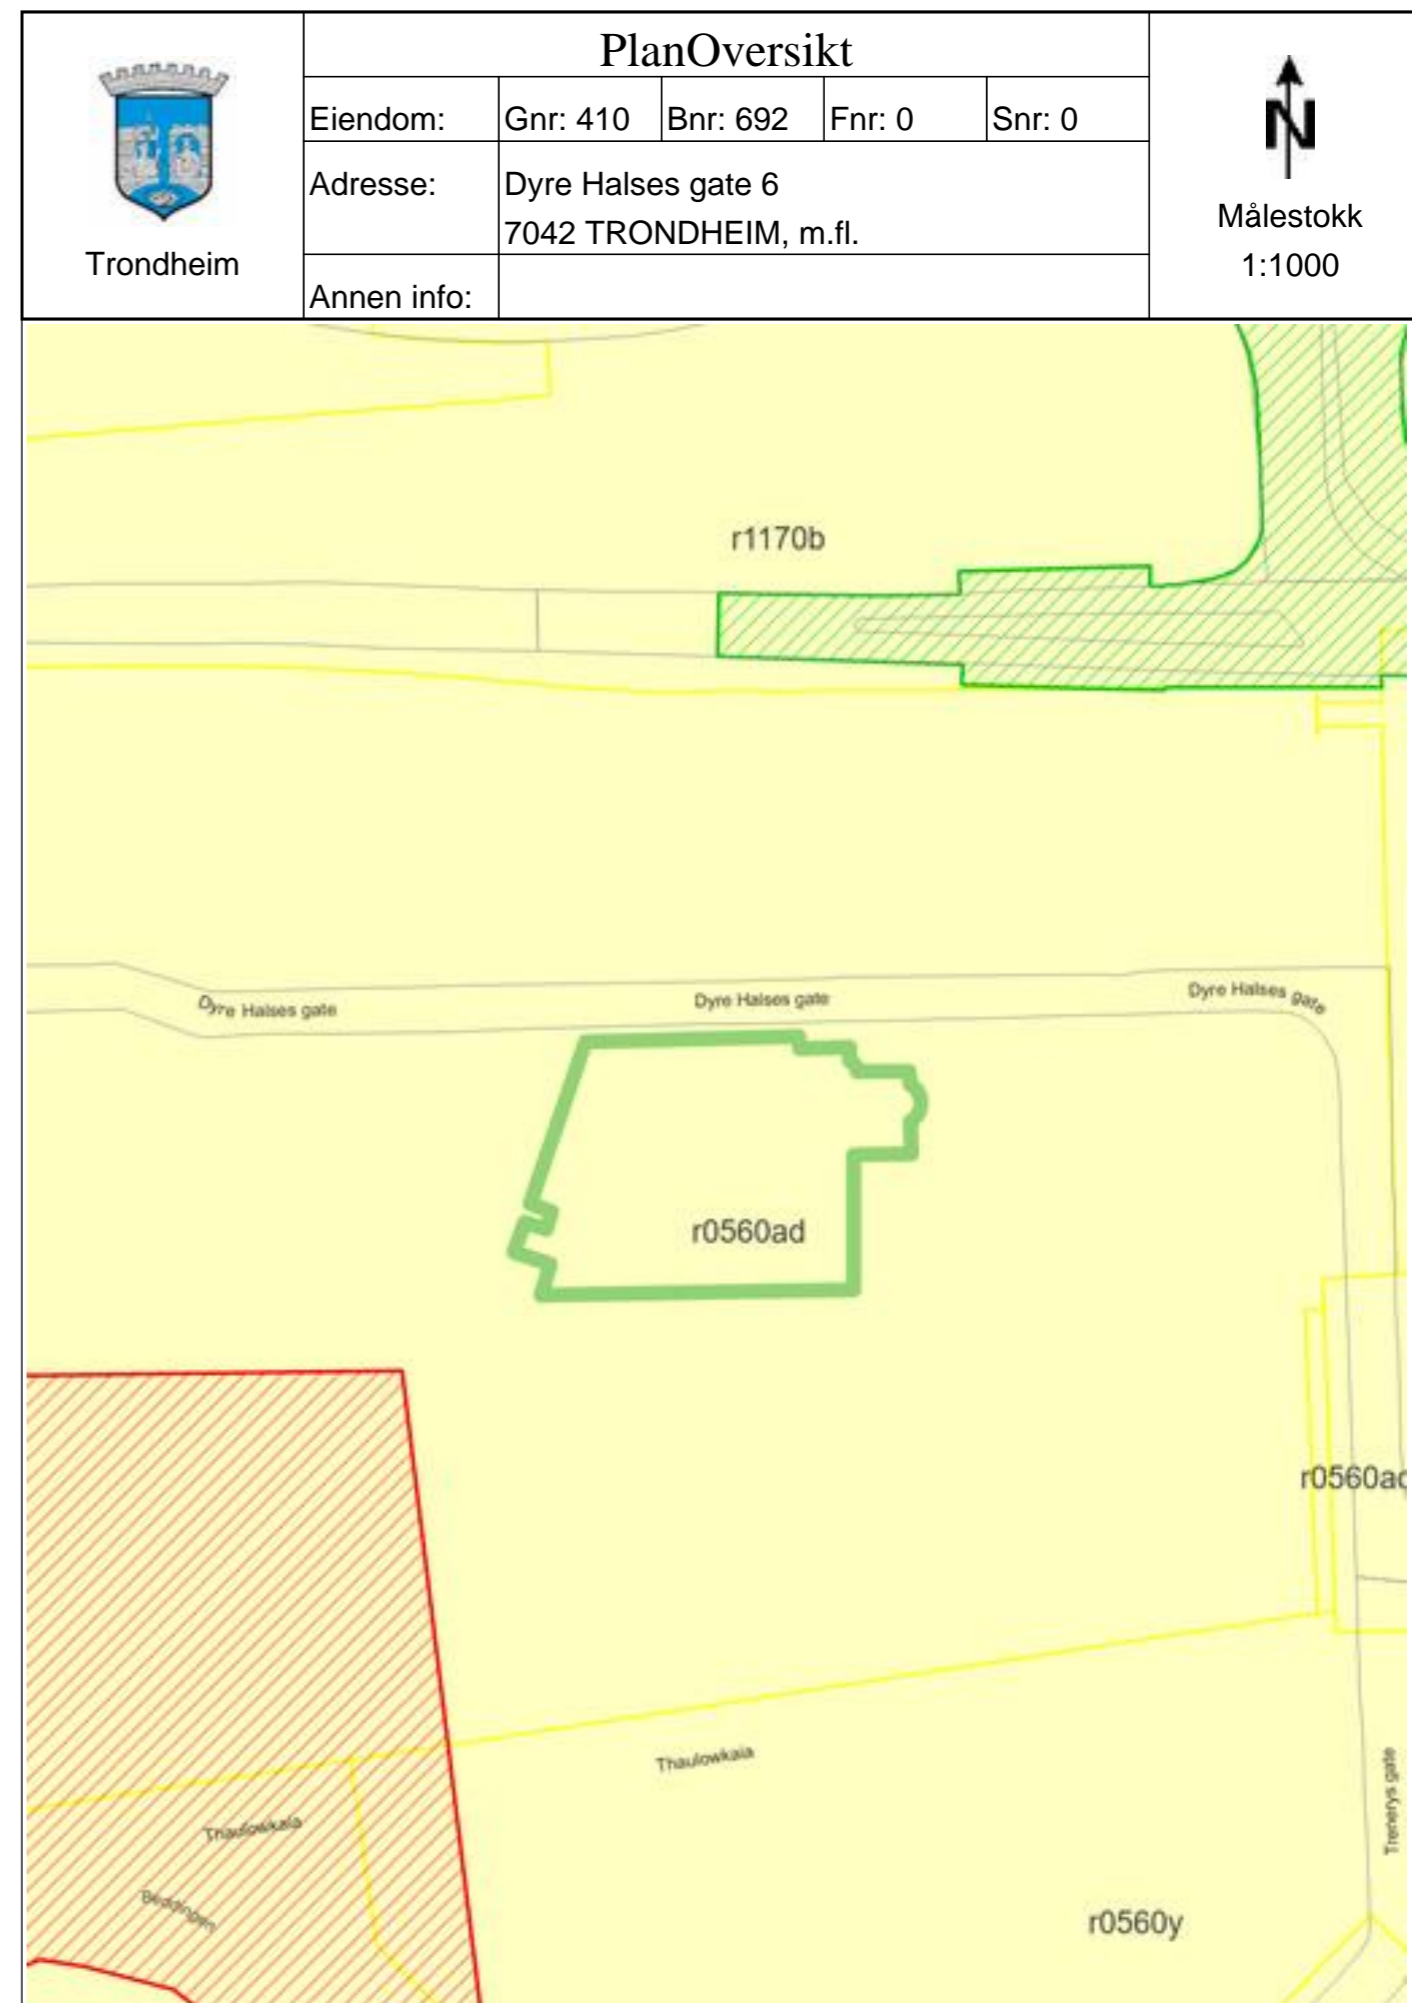 PlanOversikt
Eiendom: Gnr: 410 Bnr: 692 Fnr: 0 Snr: 0
Adresse: Dyre Halses gate 6
7042 TRONDHEIM, m.fl.
Annen info:
Trondheim
N
Målestokk
1:1000
r1170b
Dyre Halses gate
Dyre Halses gate
Dyre Halses gate
r0560ad
r0560ad
Thaulowkaia
Thaulowkaia
Beddingen
Trenerys gate
r0560y